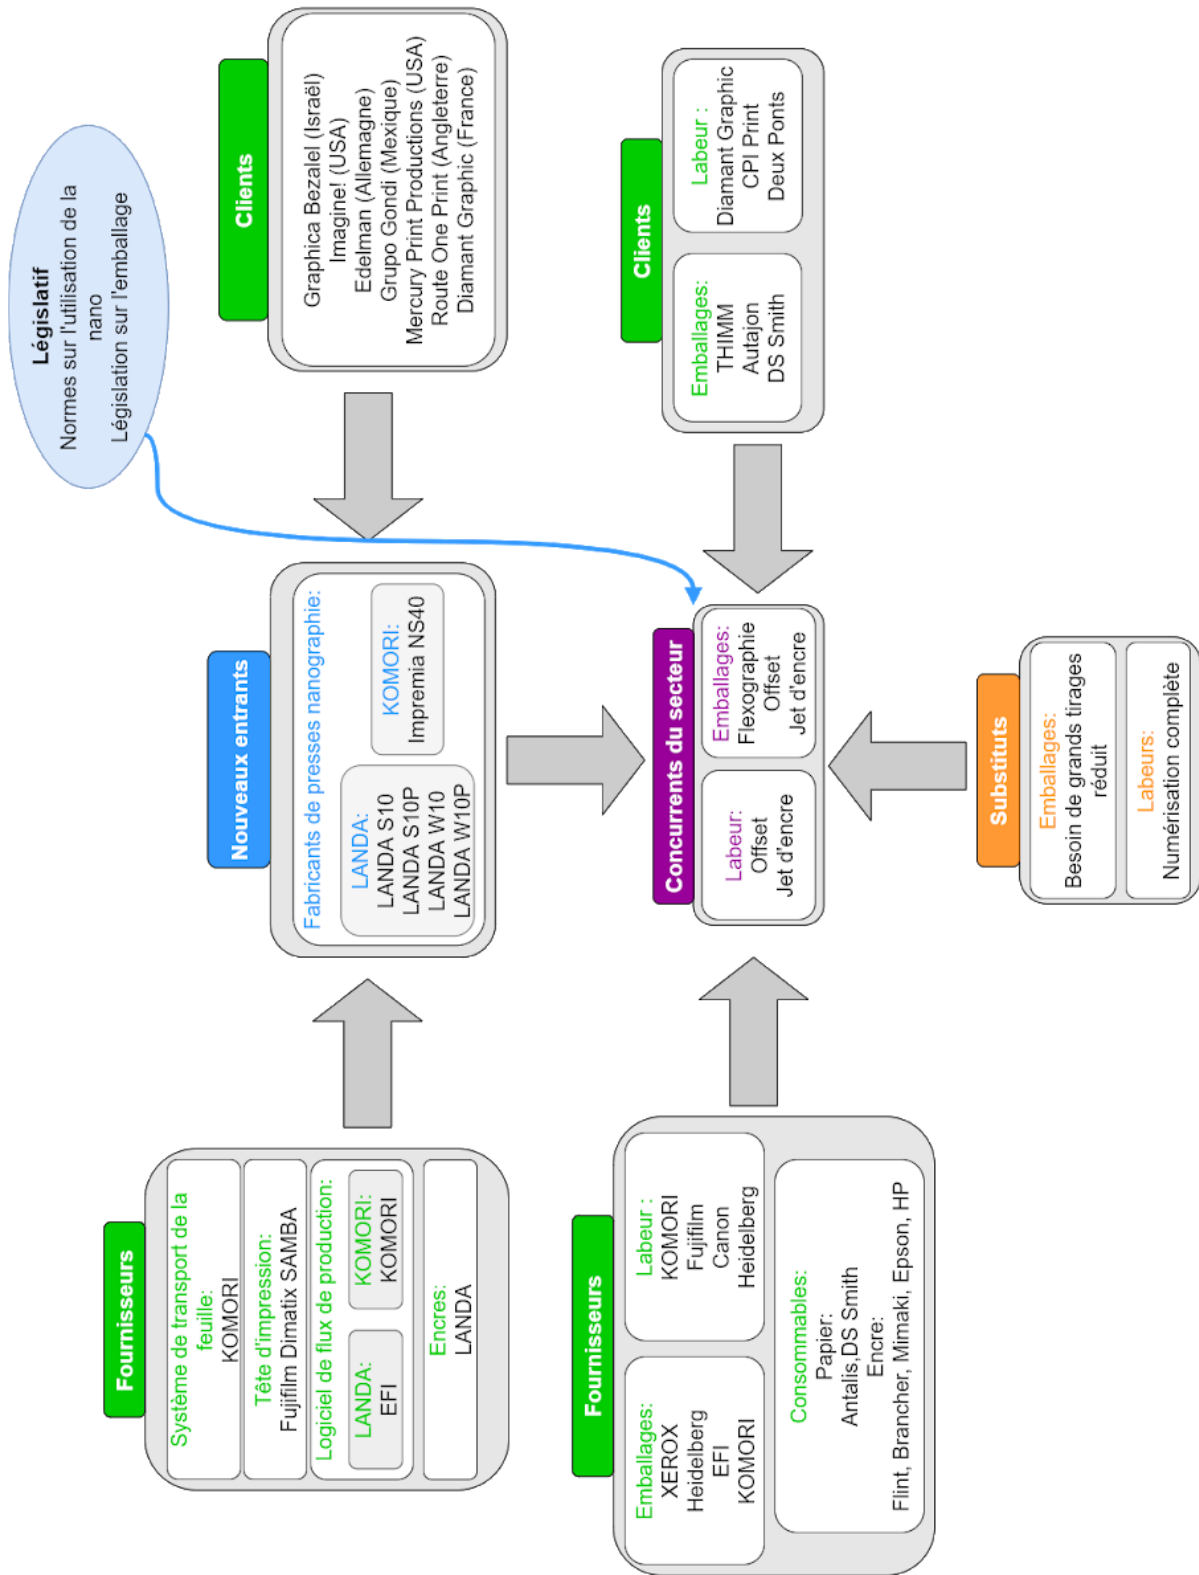 Législatif
Normes sur l'utilisation de la
nano
Législation sur l'emballage
Fournisseurs
Système de transport de la
feuille:
KOMORI
Tête d'impression:
Fujifilm Dimatix SAMBA
Logiciel de flux de production:
LANDA:
EFI
KOMORI:
KOMORI
Encres:
LANDA
Nouveaux entrants
Fabricants de presses nanographie:
LANDA:
LANDA S10
LANDA S10P
LANDA W10
LANDA W10P
KOMORI:
Impremia NS40
Clients
Graphica Bezalel (Israël)
Imagine! (USA)
Edelman (Allemagne)
Grupo Gondi (Mexique)
Mercury Print Productions (USA)
Route One Print (Angleterre)
Diamant Graphic (France)
Fournisseurs
Emballages:
XEROX
Heidelberg
EFI
KOMORI
Labeur :
KOMORI
Fujifilm
Canon
Heidelberg
Consommables:
Papier:
Antalis,DS Smith
Encre:
Flint, Brancher, Mimaki, Epson, HP
Concurrents du secteur
Labeur:
Offset
Jet d'encre
Emballages:
Flexographie
Offset
Jet d'encre
Clients
Emballages:
THIMM
Autajon
DS Smith
Labeur :
Diamant Graphic
CPI Print
Deux Ponts
Substituts
Emballages:
Besoin de grands tirages
réduit
Labeurs:
Numérisation complète